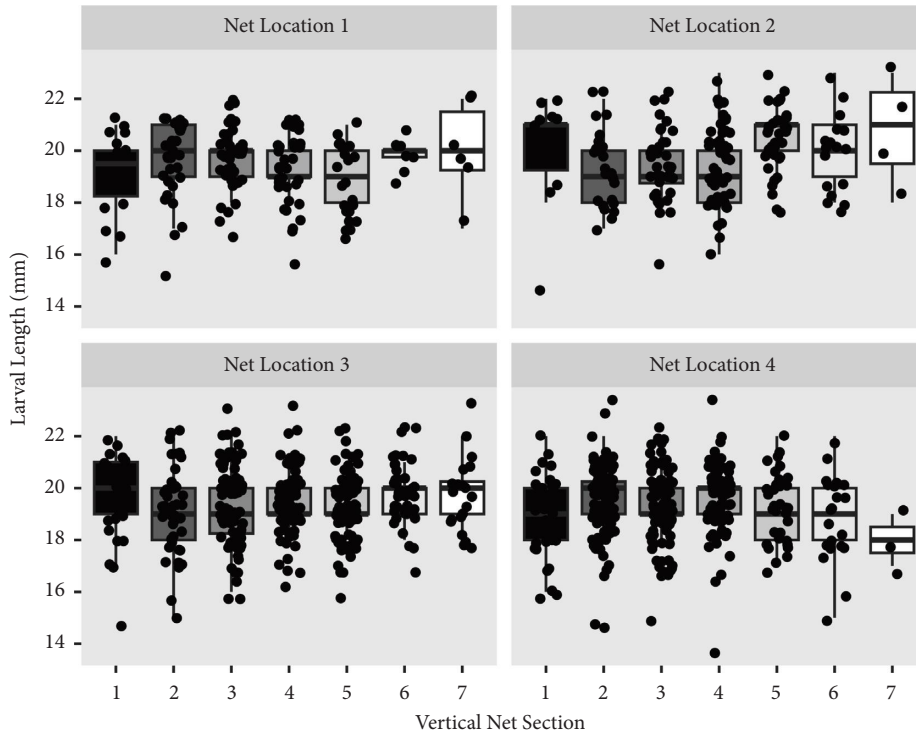 Net Location 1
Net Location 2
22
20
18
16
14
Net Location 3
Net Location 4
22
20
18
16
14
Larval Length (mm)
1 2 3 4 5 6 7
1 2 3 4 5 6 7
Vertical Net Section